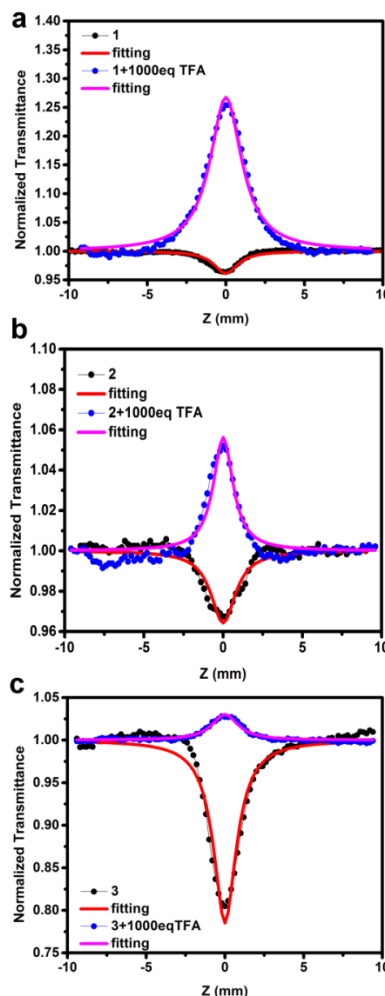 a
1.40
1.35
1.30
1.25
1.20
1.15
1.10
1.05
1.00
0.95
Normalized Transmittance
1
fitting
1+1000eq TFA
fitting
-10 -5 0 5 10
Z (mm)
b
1.10
1.08
1.06
1.04
1.02
1.00
0.98
0.96
Normalized Transmittance
2
fitting
2+1000eq TFA
fitting
-10 -5 0 5 10
Z (mm)
c
1.05
1.00
0.95
0.90
0.85
0.80
0.75
Normalized Transmittance
3
fitting
3+1000eqTFA
fitting
-10 -5 0 5 10
Z (mm)